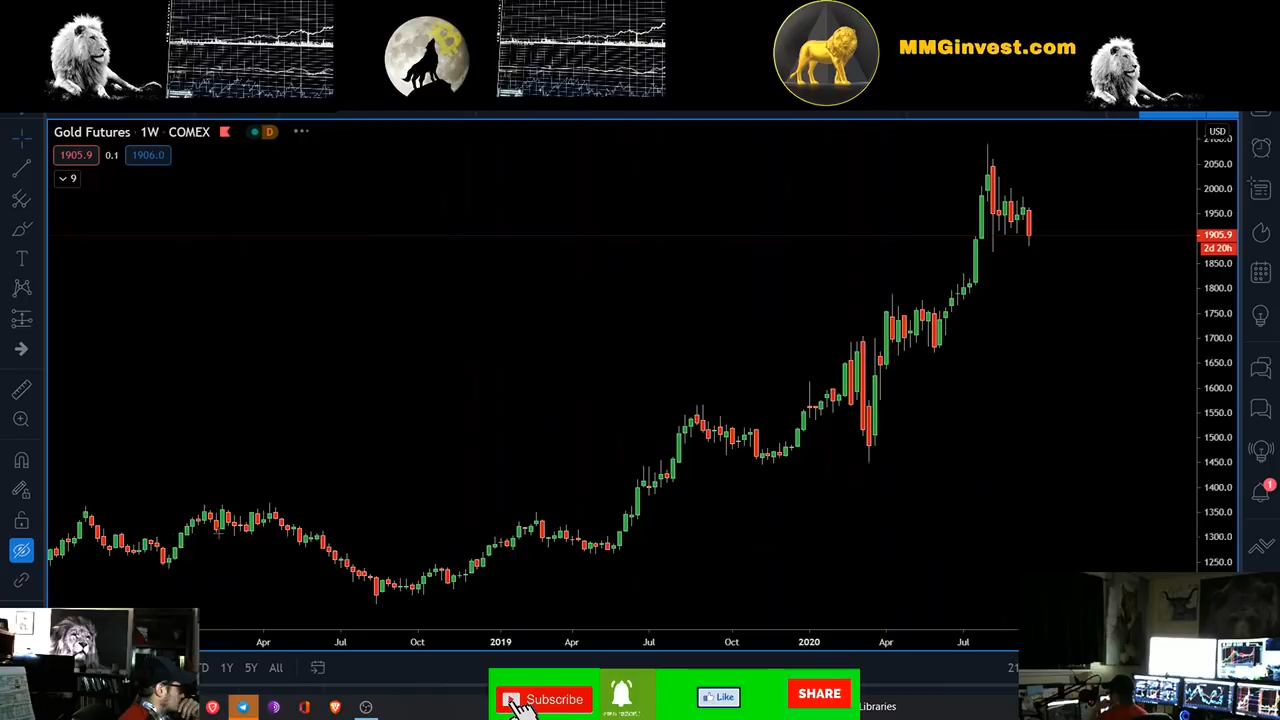 MMGinvest.com
Gold Futures · 1W · COMEX
D
USD
1905.9
0.1
1906.0
9
2050.0
2000.0
1950.0
1905.9
2d 20h
1850.0
1800.0
1750.0
1700.0
1650.0
1600.0
1550.0
1500.0
1450.0
1400.0
1350.0
1300.0
1250.0
1
Apr
Jul
Oct
2019
Apr
Jul
Oct
2020
Apr
Jul
1Y
5Y
All
21
Subscribe
Like
SHARE
Libraries